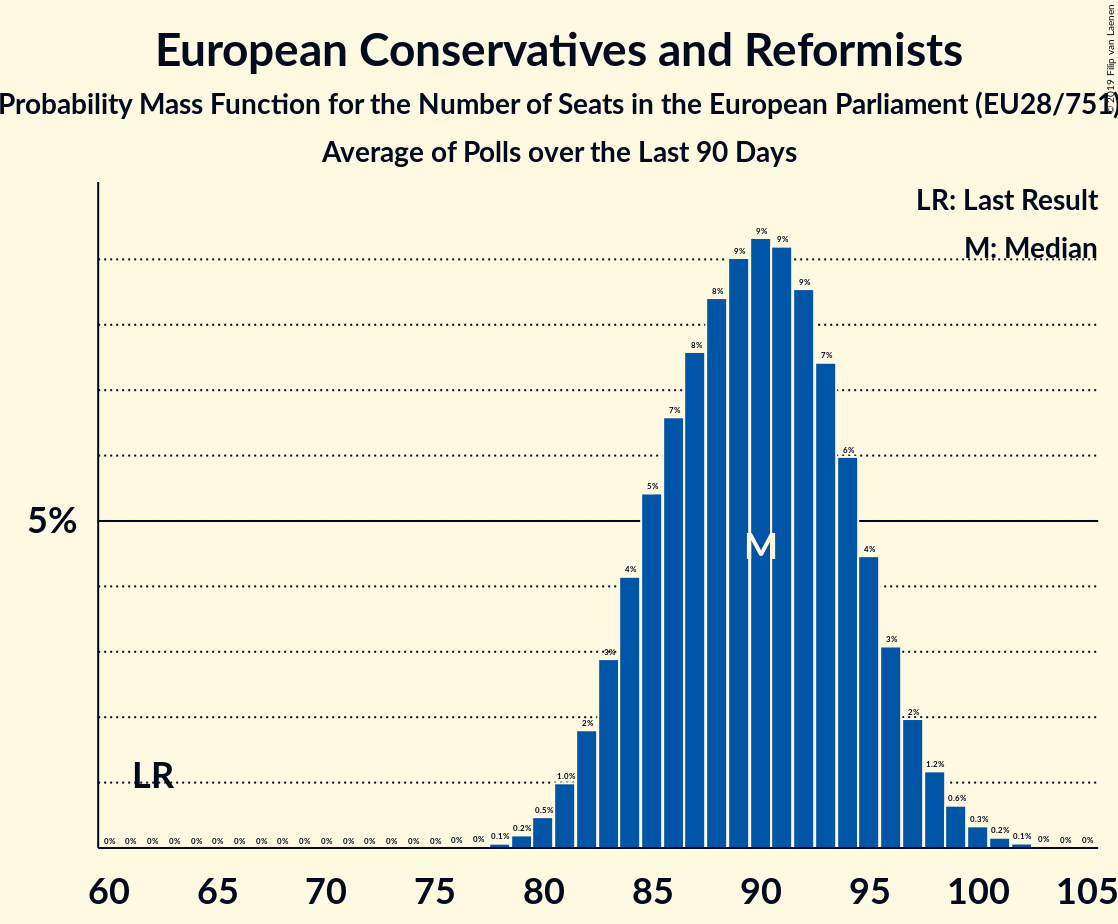 European Conservatives and Reformists
© 2019 Filip van Laenen
Probability Mass Function for the Number of Seats in the European Parliament (EU28/751)
Average of Polls over the Last 90 Days
LR: Last Result
M: Median
5%
LR
M
0% 0% 0% 0% 0% 0% 0% 0% 0% 0% 0% 0% 0% 0% 0% 0% 0% 0% 0.1% 0.2% 0.5% 1.0% 2% 3% 4% 5% 7% 8% 8% 9% 9% 9% 9% 7% 6% 4% 3% 2% 1.2% 0.6% 0.3% 0.2% 0.1% 0% 0% 0%
60 65 70 75 80 85 90 95 100 105